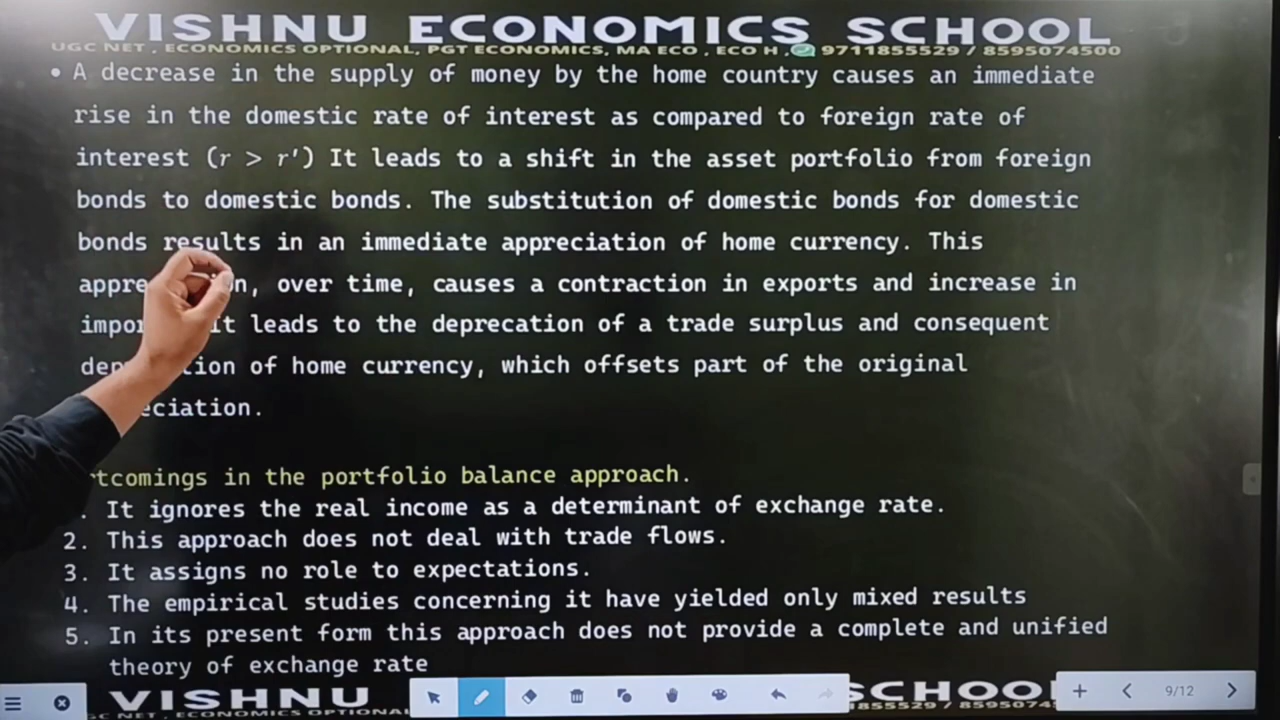 VISHNU ECONOMICS SCHOOL
UGC NET , ECONOMICS OPTIONAL, PGT ECONOMICS, MA ECO , ECO H , 9711855529 / 8595074500
• A decrease in the supply of money by the home country causes an immediate
rise in the domestic rate of interest as compared to foreign rate of
interest (r > r′) It leads to a shift in the asset portfolio from foreign
bonds to domestic bonds. The substitution of domestic bonds for domestic
bonds results in an immediate appreciation of home currency. This
over time, causes a contraction in exports and increase in
It leads to the deprecation of a trade surplus and consequent
of home currency, which offsets part of the original
in the portfolio balance approach.
It ignores the real income as a determinant of exchange rate.
2. This approach does not deal with trade flows.
3. It assigns no role to expectations.
4. The empirical studies concerning it have yielded only mixed results
5. In its present form this approach does not provide a complete and unified
theory of exchange rate
VISHNU SCHOO
ECONOMICS OPTIONAL
9/12